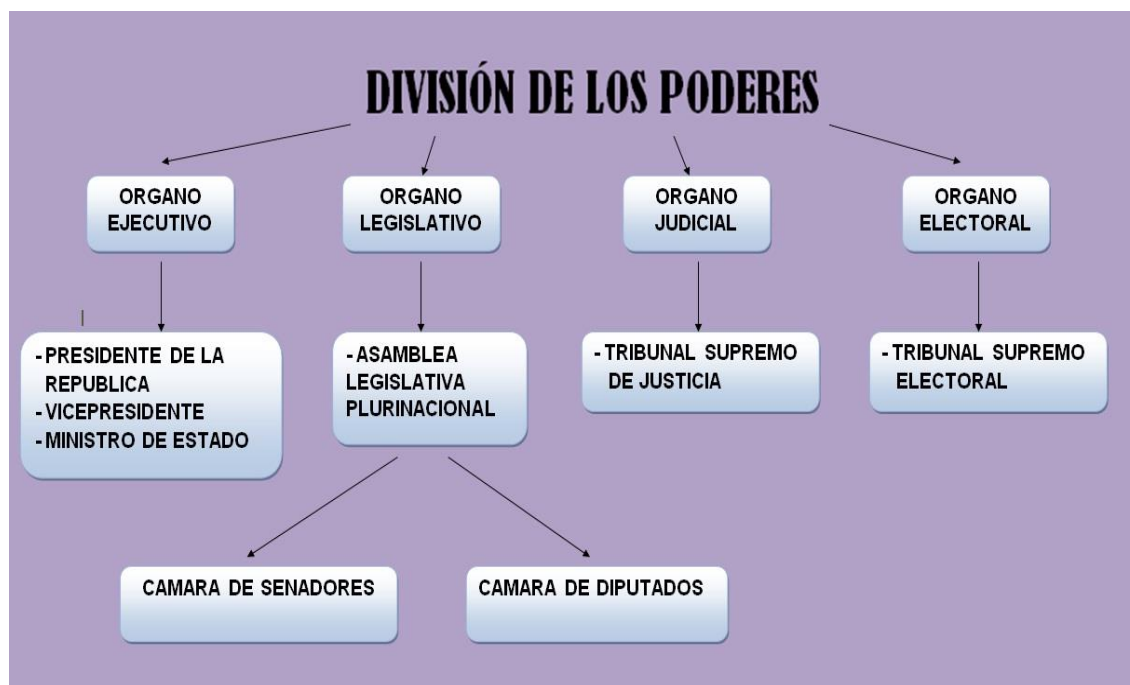 DIVISIÓN DE LOS PODERES
ORGANO
EJECUTIVO
ORGANO
LEGISLATIVO
ORGANO
JUDICIAL
ORGANO
ELECTORAL
- PRESIDENTE DE LA
REPUBLICA
- VICEPRESIDENTE
- MINISTRO DE ESTADO
- ASAMBLEA
LEGISLATIVA
PLURINACIONAL
- TRIBUNAL SUPREMO
DE JUSTICIA
- TRIBUNAL SUPREMO
ELECTORAL
CAMARA DE SENADORES
CAMARA DE DIPUTADOS